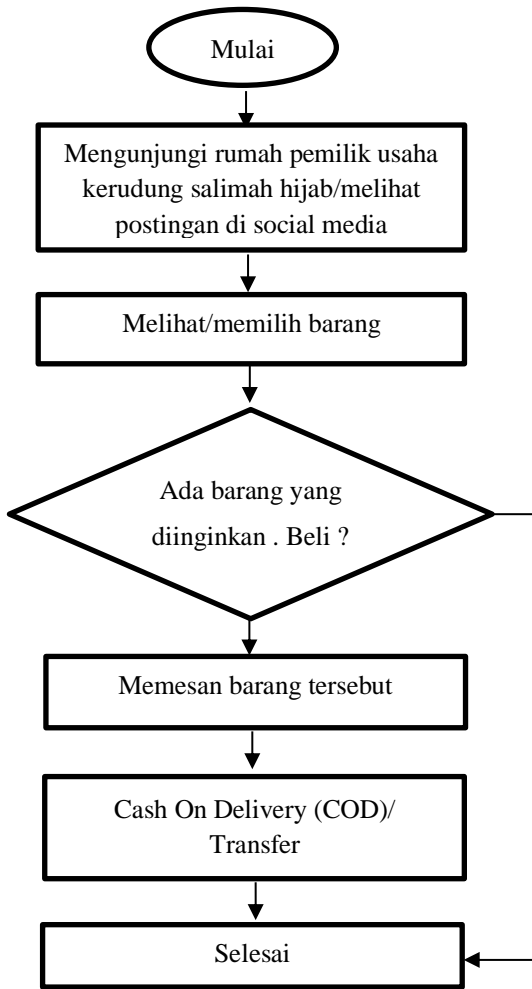 Mulai
Mengunjungi rumah pemilik usaha
kerudung salimah hijab/melihat
postingan di social media
Melihat/memilih barang
Ada barang yang
diinginkan . Beli ?
Memesan barang tersebut
Cash On Delivery (COD)/
Transfer
Selesai